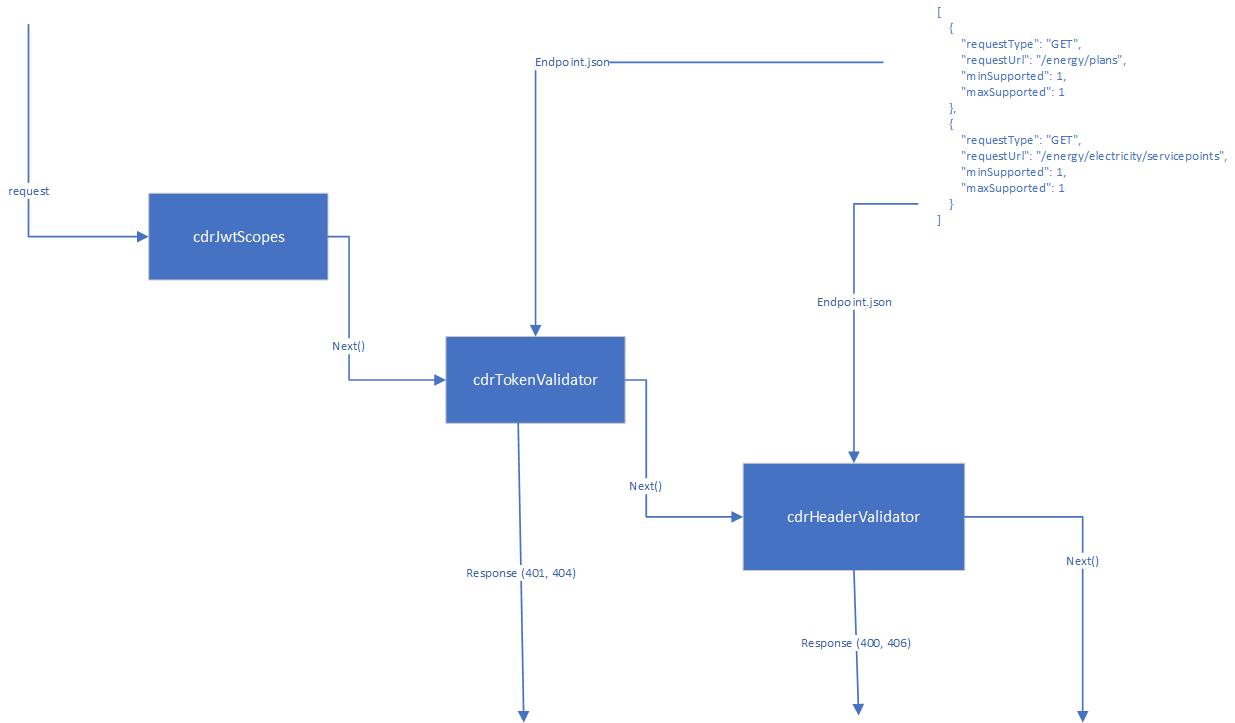 [
{
"requestType": "GET",
"requestUrl": "/energy/plans",
"minSupported": 1,
"maxSupported": 1
},
{
"requestType": "GET",
"requestUrl": "/energy/electricity/servicepoints",
"minSupported": 1,
"maxSupported": 1
}
]
Endpoint.json
request
cdrJwtScopes
Endpoint.json
Next()
cdrTokenValidator
Next()
cdrHeaderValidator
Next()
Response (401, 404)
Response (400, 406)